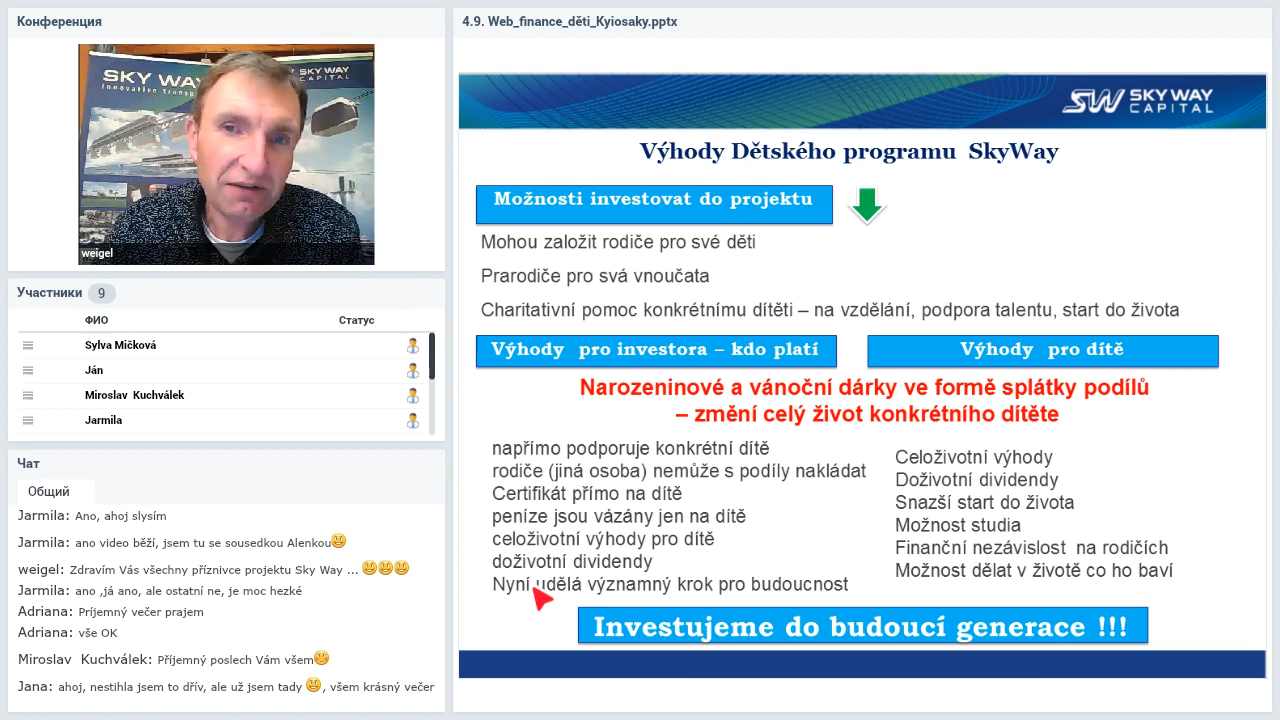 Конференция
SKY WAY
Innovative Transp
SKY WAY
CAPITAL
weigel
Участники 9
ФИО Статус
Sylva Mičková
Ján
Miroslav Kuchválek
Jarmila
Чат
Общий
Jarmila: Ano, ahoj slysím
Jarmila: ano video běží, jsem tu se sousedkou Alenkou
weigel: Zdravím Vás všechny příznivce projektu Sky Way ...
Jarmila: ano ,já ano, ale ostatní ne, je moc hezké
Adriana: Príjemný večer prajem
Adriana: vše OK
Miroslav Kuchválek: Příjemný poslech Vám všem
Jana: ahoj, nestihla jsem to dřív, ale už jsem tady , všem krásný večer
4.9. Web_finance_děti_Kyiosaky.pptx
SW SKY WAY
CAPITAL
Výhody Dětského programu SkyWay
Možnosti investovat do projektu
Mohou založit rodiče pro své děti
Prarodiče pro svá vnoučata
Charitativní pomoc konkrétnímu dítěti – na vzdělání, podpora talentu, start do života
Výhody pro investora – kdo platí
Výhody pro dítě
Narozeninové a vánoční dárky ve formě splátky podílů
– změní celý život konkrétního dítěte
napřímo podporuje konkrétní dítě
rodiče (jiná osoba) nemůže s podíly nakládat
Certifikát přímo na dítě
peníze jsou vázány jen na dítě
celoživotní výhody pro dítě
doživotní dividendy
Nyní udělá významný krok pro budoucnost
Celoživotní výhody
Doživotní dividendy
Snazší start do života
Možnost studia
Finanční nezávislost na rodičích
Možnost dělat v životě co ho baví
Investujeme do budoucí generace !!!